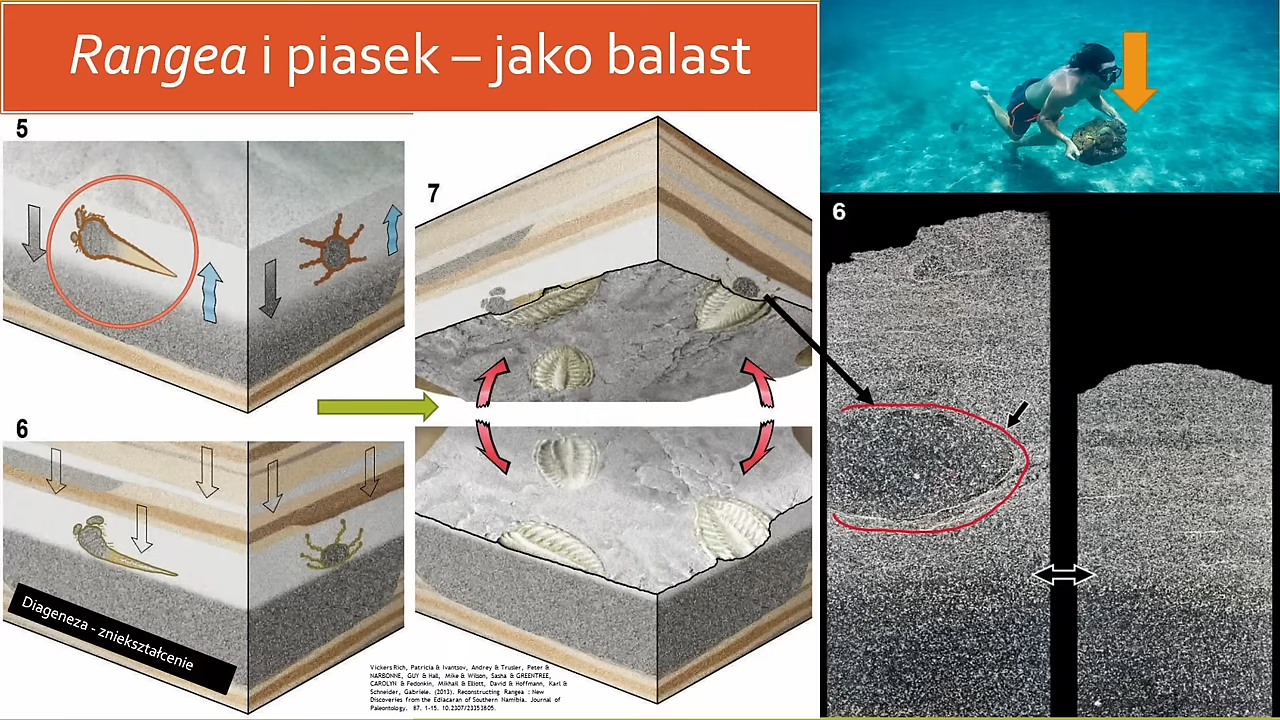 Rangea i piasek – jako balast
5
7
6
6
Diageneza - zniekształcenie
Vickers Rich, Patricia & Ivantsov, Andrey & Trusler, Peter &
NARBONNE, GUY & Hall, Mike & Wilson, Sasha & GREENTREE,
CAROLYN & Fedonkin, Mikhail & Elliott, David & Hoffmann, Karl &
Schneider, Gabriele. (2013). Reconstructing Rangea : New
Discoveries from the Ediacaran of Southern Namibia. Journal of
Paleontology. 87. 1-15. 10.2307/23353805.